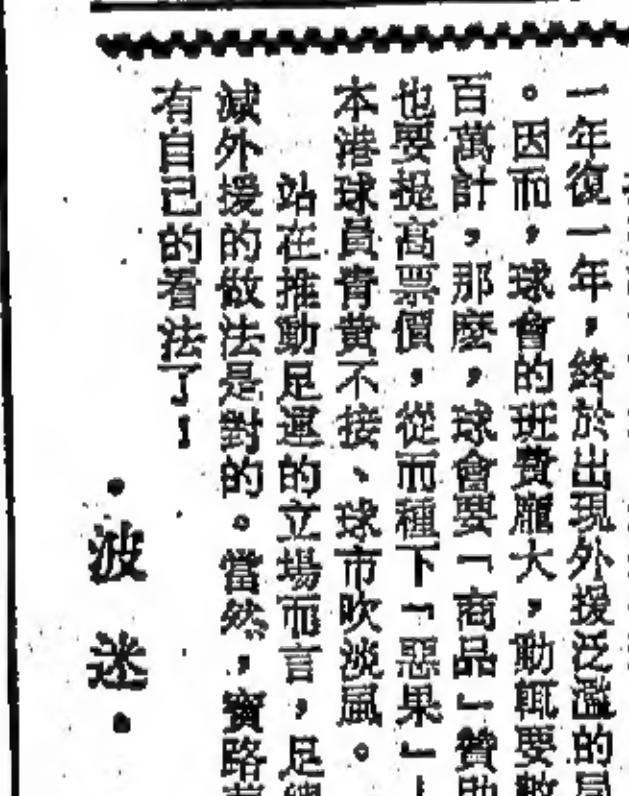 一年復一年,終於出現外援泛濫的局
。因而,球會的班費龐大,動輒要數
百萬計,那麽,球會要「商品」贊助
也要提高票價,從而種下「惡果」
本港球員青黄不接、球市吹淡風。
站在推動足運的立場而言,足總
減外援的做法是對的。當然,賓路
有自己的看法了!
·波迷·